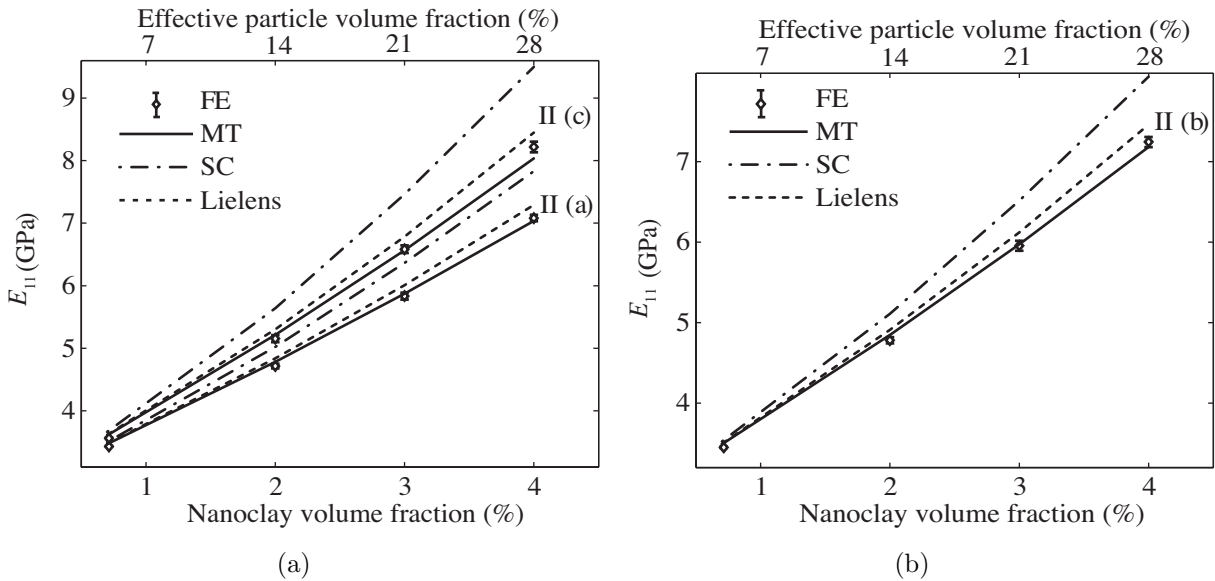 Effective particle volume fraction (%)
7 14 21 28
9
8
7
6
5
4
FE
MT
SC
Lielens
II (c)
II (a)
E11 (GPa)
1 2 3 4
Nanoclay volume fraction (%)
(a)
Effective particle volume fraction (%)
7 14 21 28
7
6
5
4
FE
MT
SC
Lielens
II (b)
E11 (GPa)
1 2 3 4
Nanoclay volume fraction (%)
(b)